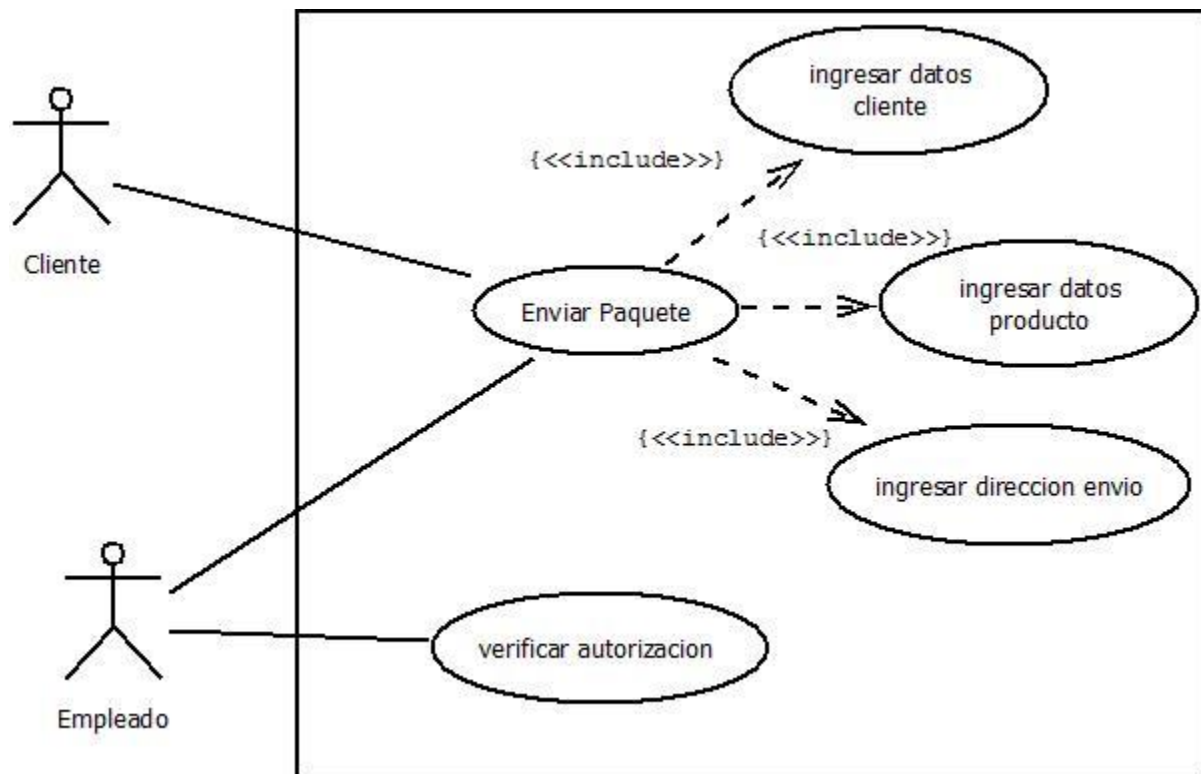 ingresar datos
cliente
{<<include>>}
Cliente
{<<include>>}
Enviar Paquete
ingresar datos
producto
{<<include>>}
ingresar direccion envio
verificar autorizacion
Empleado